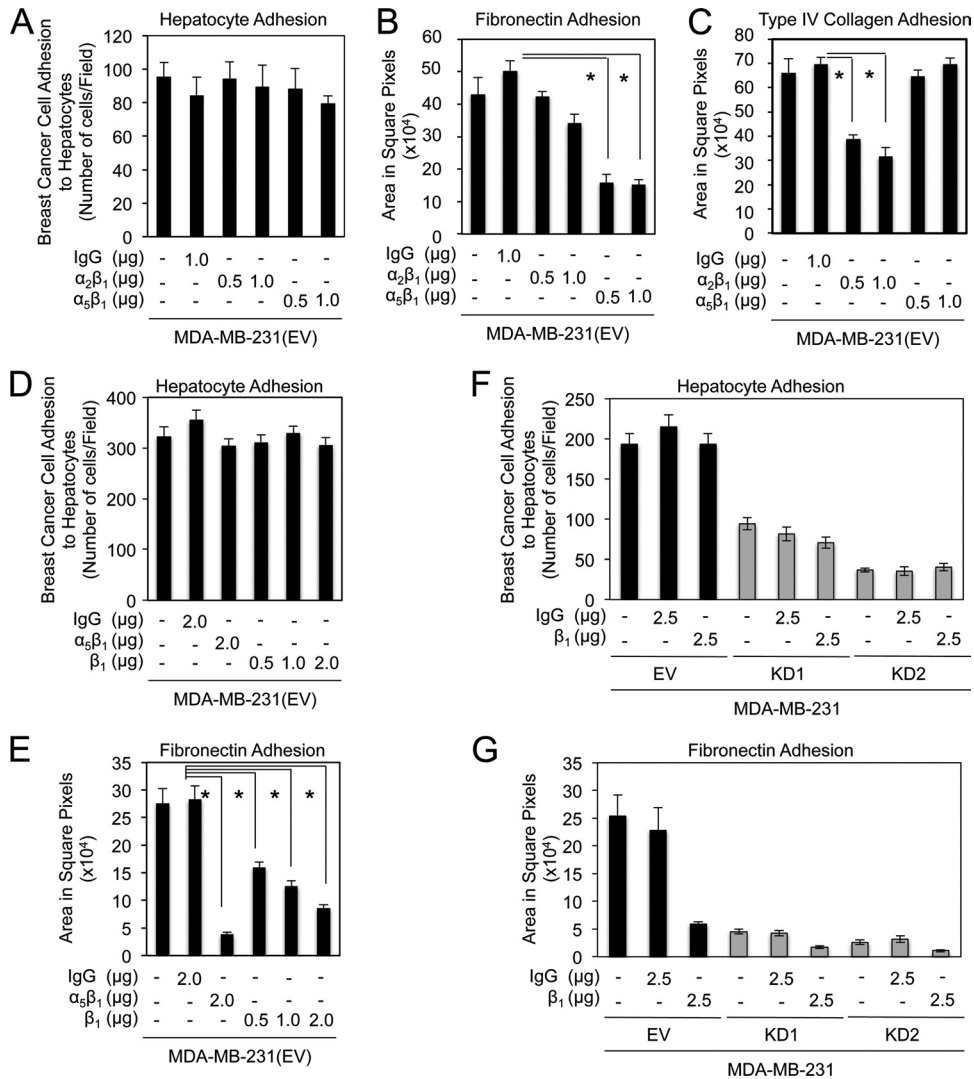 A
Hepatocyte Adhesion
Breast Cancer Cell Adhesion
to Hepatocytes
(Number of cells/Field)
120
100
80
60
40
20
0
IgG (µg) - 1.0 - - - -
α2β1 (µg) - - 0.5 1.0 - -
α5β1 (µg) - - - - 0.5 1.0
MDA-MB-231(EV)
B
Fibronectin Adhesion
Area in Square Pixels
(x10⁴)
60
50
40
30
20
10
0
* *
IgG (µg) - 1.0 - - - -
α2β1 (µg) - - 0.5 1.0 - -
α5β1 (µg) - - - - 0.5 1.0
MDA-MB-231(EV)
C
Type IV Collagen Adhesion
Area in Square Pixels
(x10⁴)
70
60
50
40
30
20
10
0
* *
IgG (µg) - 1.0 - - - -
α2β1 (µg) - - 0.5 1.0 - -
α5β1 (µg) - - - - 0.5 1.0
MDA-MB-231(EV)
D
Hepatocyte Adhesion
Breast Cancer Cell Adhesion
to Hepatocytes
(Number of cells/Field)
400
300
200
100
0
IgG (µg) - 2.0 - - - -
α5β1 (µg) - - 2.0 - - -
β1 (µg) - - - 0.5 1.0 2.0
MDA-MB-231(EV)
F
Hepatocyte Adhesion
Breast Cancer Cell Adhesion
to Hepatocytes
(Number of cells/Field)
250
200
150
100
50
0
IgG (µg) - 2.5 - - 2.5 - - 2.5 -
β1 (µg) - - 2.5 - - 2.5 - - 2.5
EV KD1 KD2
MDA-MB-231
E
Fibronectin Adhesion
Area in Square Pixels
(x10⁴)
35
30
25
20
15
10
5
0
* * * *
IgG (µg) - 2.0 - - - -
α5β1 (µg) - - 2.0 - - -
β1 (µg) - - - 0.5 1.0 2.0
MDA-MB-231(EV)
G
Fibronectin Adhesion
Area in Square Pixels
(x10⁴)
35
30
25
20
15
10
5
0
IgG (µg) - 2.5 - - 2.5 - - 2.5 -
β1 (µg) - - 2.5 - - 2.5 - - 2.5
EV KD1 KD2
MDA-MB-231